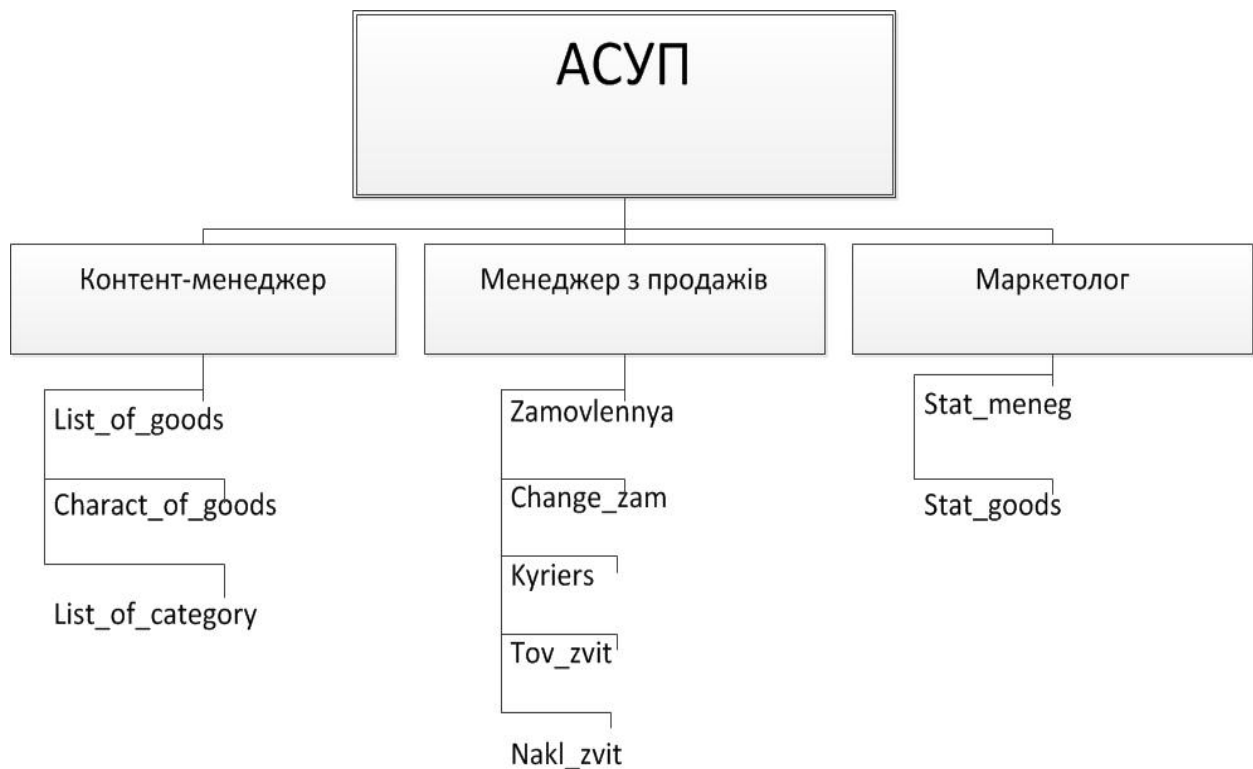 АСУП
Контент-менеджер
Менеджер з продажів
Маркетолог
List_of_goods
Charact_of_goods
List_of_category
Zamovlennya
Change_zam
Kyriers
Tov_zvit
Nakl_zvit
Stat_meneg
Stat_goods